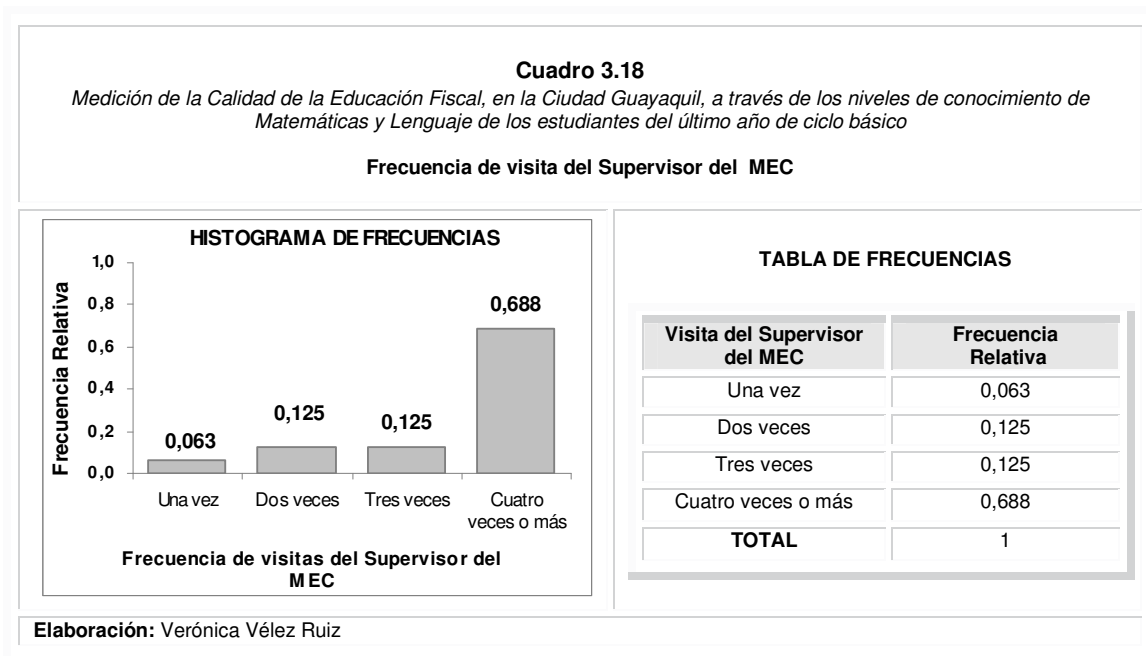 Cuadro 3.18
Medición de la Calidad de la Educación Fiscal, en la Ciudad Guayaquil, a través de los niveles de conocimiento de
Matemáticas y Lenguaje de los estudiantes del último año de ciclo básico
Frecuencia de visita del Supervisor del MEC
HISTOGRAMA DE FRECUENCIAS
Frecuencia Relativa
1,0
0,8
0,6
0,4
0,2
0,0
0,063
0,125
0,125
0,688
Una vez
Dos veces
Tres veces
Cuatro
veces o más
Frecuencia de visitas del Supervisor del
MEC
TABLA DE FRECUENCIAS
Visita del Supervisor
del MEC
Frecuencia
Relativa
Una vez 0,063
Dos veces 0,125
Tres veces 0,125
Cuatro veces o más 0,688
TOTAL 1
Elaboración: Verónica Vélez Ruiz